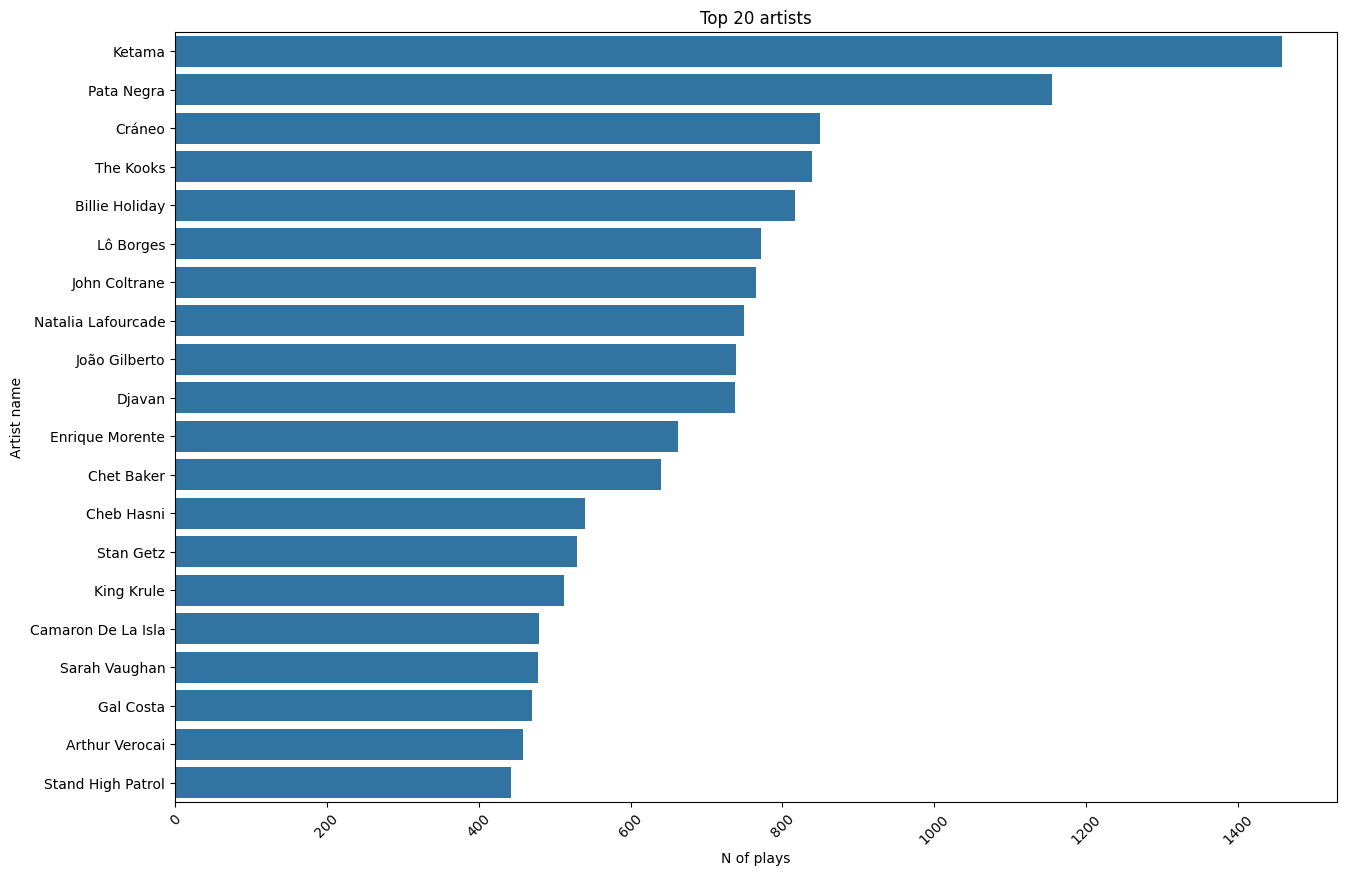 Top 20 artists
Ketama
Pata Negra
Cráneo
The Kooks
Billie Holiday
Lô Borges
John Coltrane
Natalia Lafourcade
João Gilberto
Djavan
Enrique Morente
Chet Baker
Cheb Hasni
Stan Getz
King Krule
Camaron De La Isla
Sarah Vaughan
Gal Costa
Arthur Verocai
Stand High Patrol
Artist name
0 200 400 600 800 1000 1200 1400
N of plays